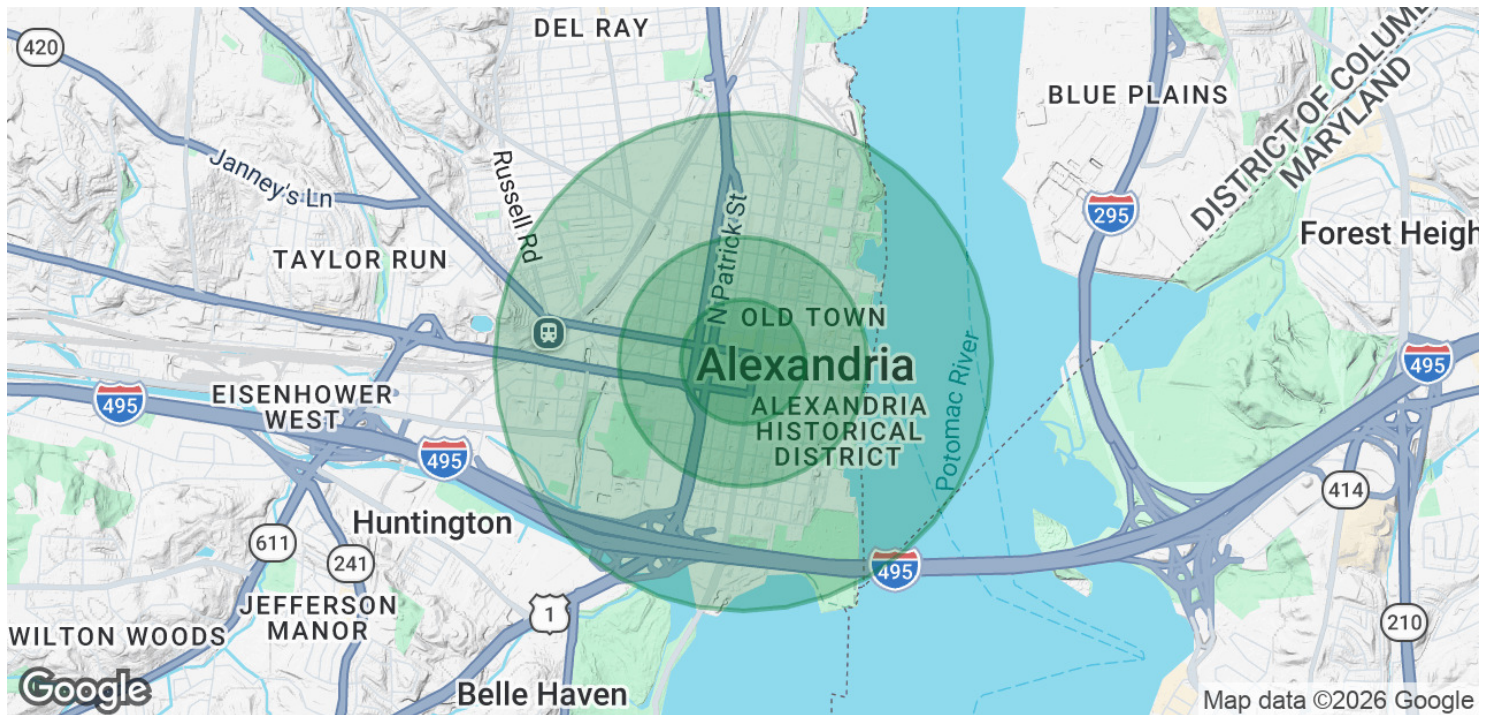 DEL RAY
420
BLUE PLAINS
DISTRICT OF COLUM
MARYLAND
Janney's Ln
Russell Rd
N Patrick St
295
Forest Heigh
TAYLOR RUN
OLD TOWN
Potomac River
Alexandria
495
495
EISENHOWER
WEST
ALEXANDRIA
HISTORICAL
DISTRICT
495
414
Huntington
611
241
495
JEFFERSON
MANOR
1
210
WILTON WOODS
Belle Haven
Google
Map data ©2026 Google